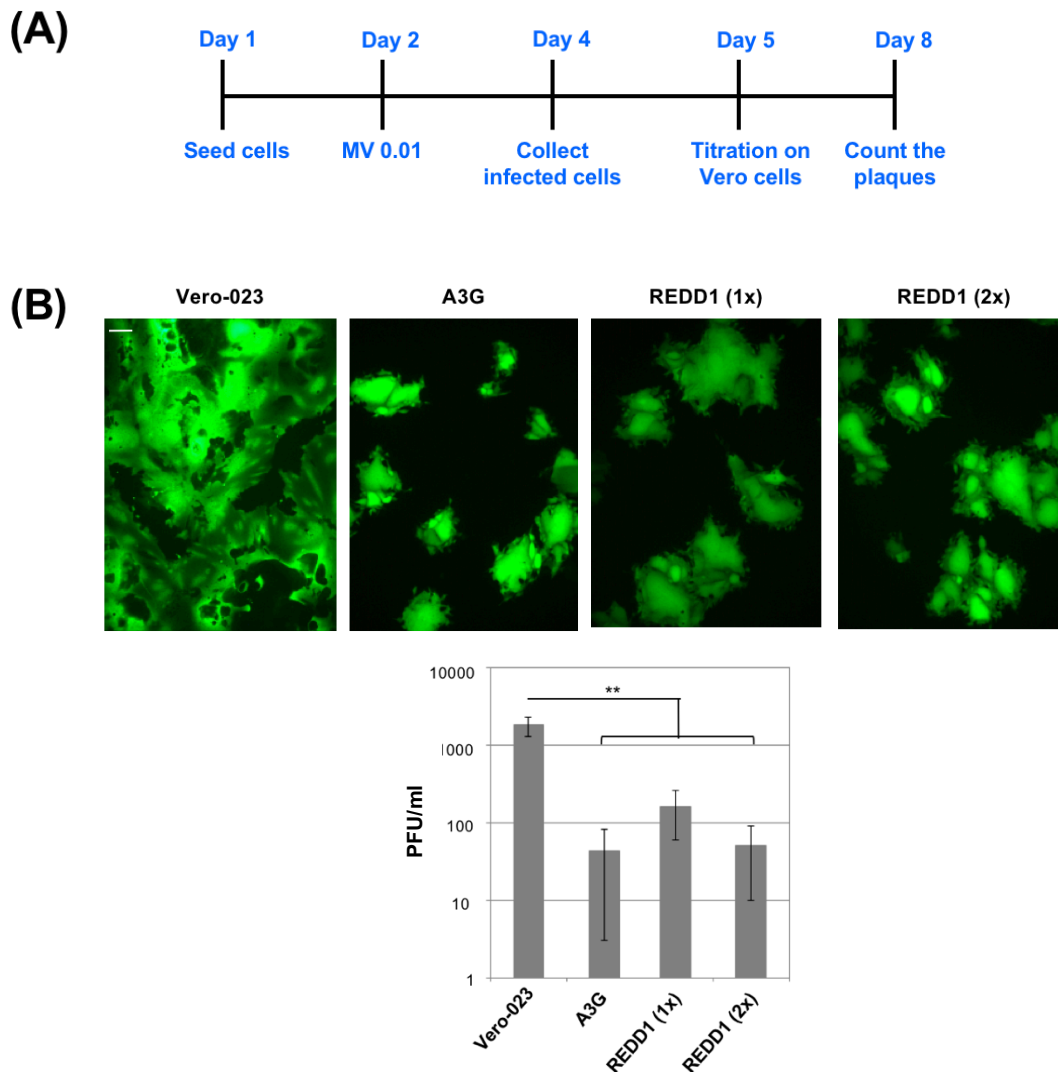 (A)
Day 1 Day 2 Day 4 Day 5 Day 8
Seed cells MV 0.01 Collect infected cells Titration on Vero cells Count the plaques
(B)
Vero-023 A3G REDD1 (1x) REDD1 (2x)
10000
**
1000
100
10
1
PFU/ml
Vero-023 A3G REDD1 (1x) REDD1 (2x)